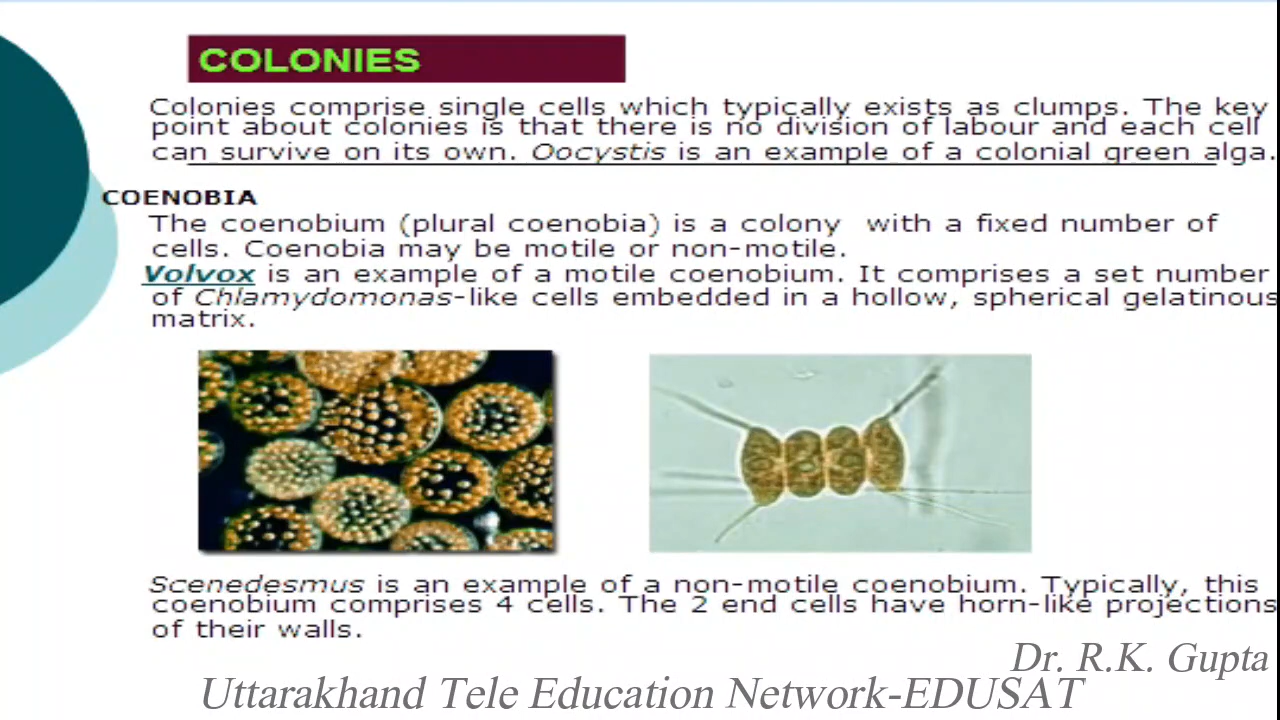 COLONIES
Colonies comprise single cells which typically exists as clumps. The key
point about colonies is that there is no division of labour and each cell
can survive on its own. Oocystis is an example of a colonial green alga.
COENOBIA
The coenobium (plural coenobia) is a colony with a fixed number of
cells. Coenobia may be motile or non-motile.
Volvox is an example of a motile coenobium. It comprises a set number
of Chlamydomonas-like cells embedded in a hollow, spherical gelatinous
matrix.
Scenedesmus is an example of a non-motile coenobium. Typically, this
coenobium comprises 4 cells. The 2 end cells have horn-like projections
of their walls.
Dr. R.K. Gupta
Uttarakhand Tele Education Network-EDUSAT